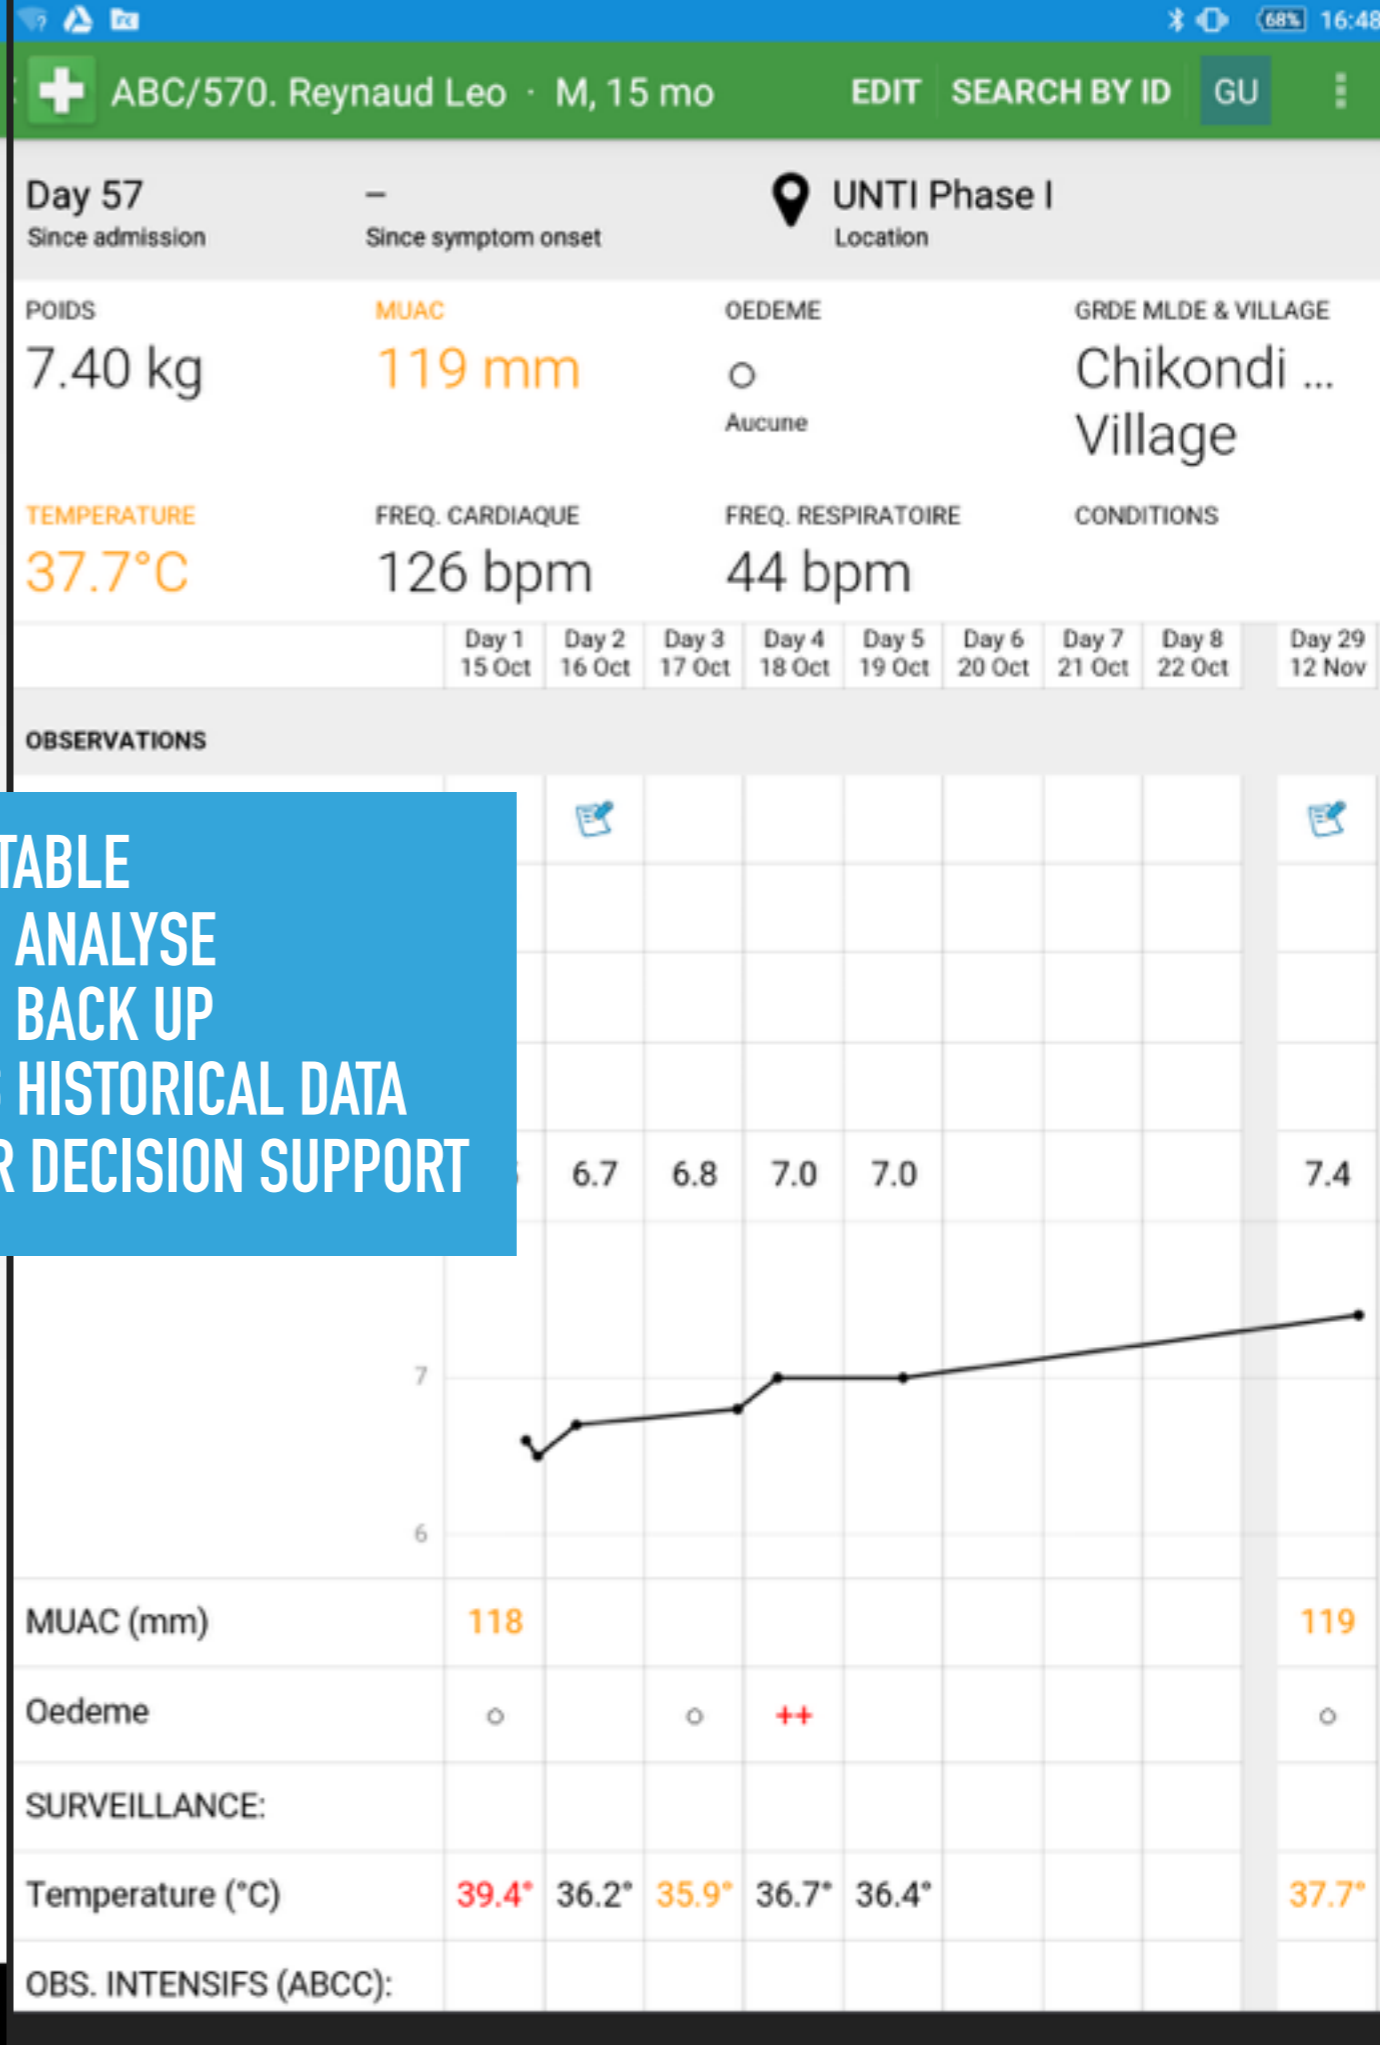 68% 16:48
ABC/570. Reynaud Leo · M, 15 mo EDIT SEARCH BY ID GU
Day 57 – UNTI Phase I
Since admission Since symptom onset Location
POIDS MUAC OEDEME GRDE MLDE & VILLAGE
7.40 kg 119 mm ○ Chikondi ...
Aucune Village
TEMPERATURE FREQ. CARDIAQUE FREQ. RESPIRATOIRE CONDITIONS
37.7°C 126 bpm 44 bpm
Day 1 Day 2 Day 3 Day 4 Day 5 Day 6 Day 7 Day 8 Day 29
15 Oct 16 Oct 17 Oct 18 Oct 19 Oct 20 Oct 21 Oct 22 Oct 12 Nov
OBSERVATIONS
TABLE
ANALYSE
BACK UP
HISTORICAL DATA
R DECISION SUPPORT
6.7 6.8 7.0 7.0 7.4
7
6
MUAC (mm) 118 119
Oedeme ○ ○ ++ ○
SURVEILLANCE:
Temperature (°C) 39.4° 36.2° 35.9° 36.7° 36.4° 37.7°
OBS. INTENSIFS (ABCC):